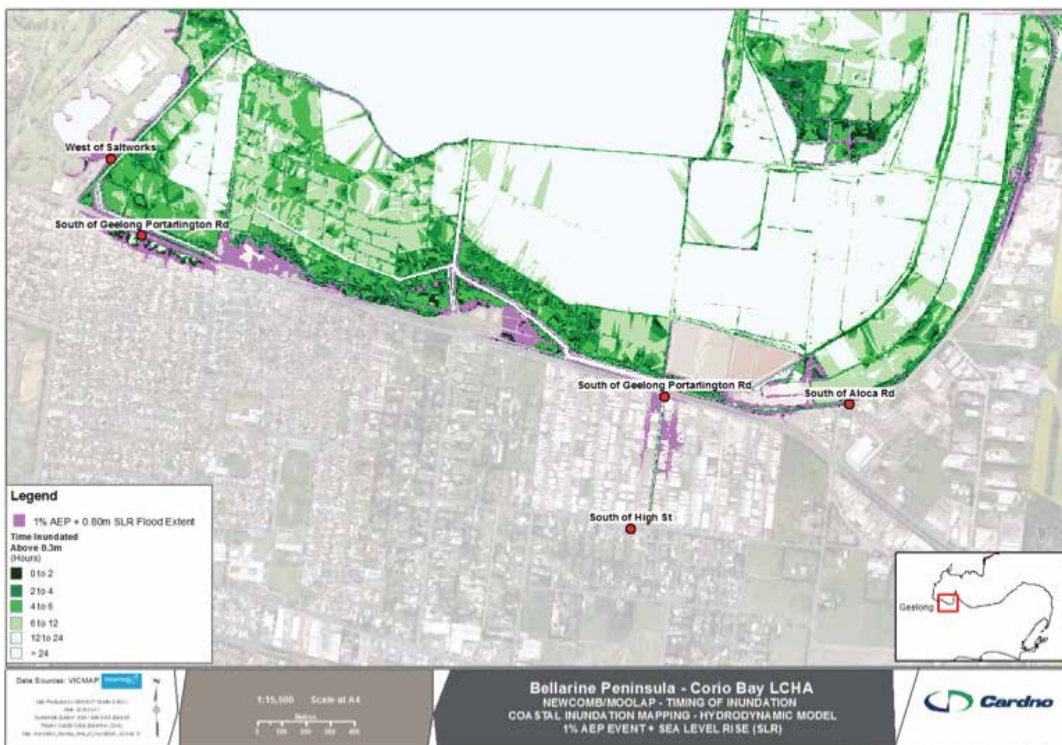 West of Saltworks
South of Geelong Portarlington Rd
South of Geelong Portarlington Rd
South of Aloca Rd
South of High St
Legend
1% AEP + 0.80m SLR Flood Extent
Time Inundated
Above 0.3m
(Hours)
0 to 2
2 to 4
4 to 6
6 to 12
12 to 24
> 24
Geelong
Data Sources: VICMAP
1:15,500 Scale at A4
Metres
Bellarine Peninsula - Corio Bay LCHA
NEWCOMB/MOOLAP - TIMING OF INUNDATION
COASTAL INUNDATION MAPPING - HYDRODYNAMIC MODEL
1% AEP EVENT + SEA LEVEL RISE (SLR)
Cardno